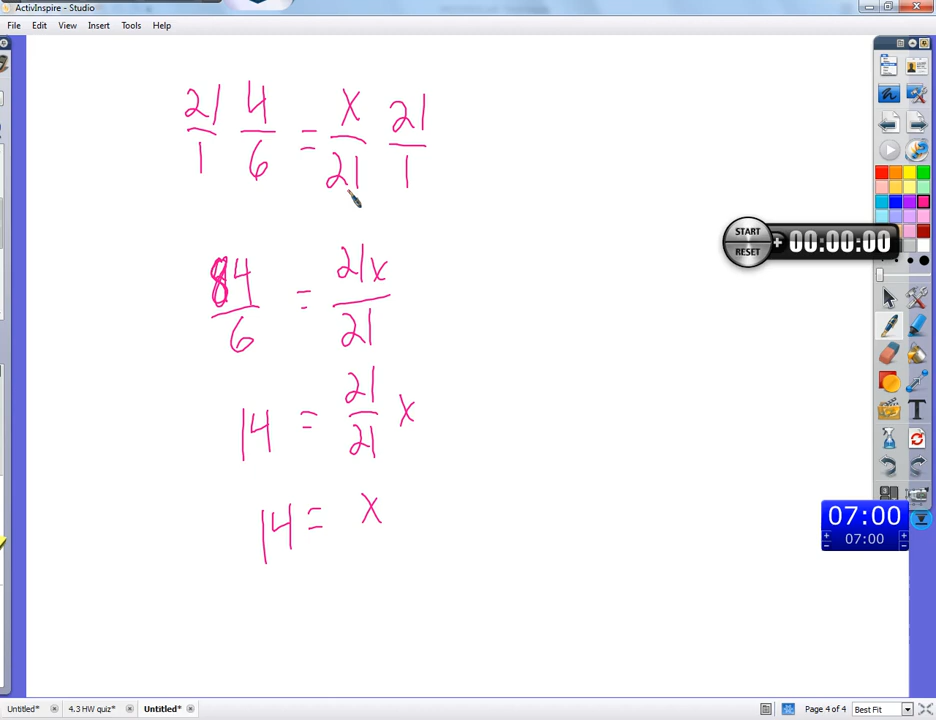 ActivInspire - Studio
File Edit View Insert Tools Help
21/1 4/6 = x/21 21/1
84/6 = 21x/21
14 = 21/21 x
14 = x
START
RESET
+ 00:00:00
T
07:00
07:00
Untitled* 4.3 HW quiz* Untitled* Page 4 of 4 Best Fit